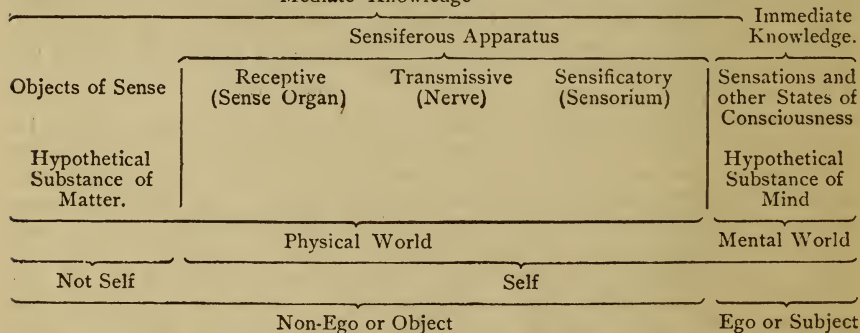 Mediate Knowledge
Immediate
Knowledge.
Sensiferous Apparatus
Objects of Sense
Receptive
(Sense Organ)
Transmissive
(Nerve)
Sensificatory
(Sensorium)
Sensations and
other States of
Consciousness
Hypothetical
Substance of
Matter.
Hypothetical
Substance of
Mind
Physical World
Mental World
Not Self
Self
Non-Ego or Object
Ego or Subject